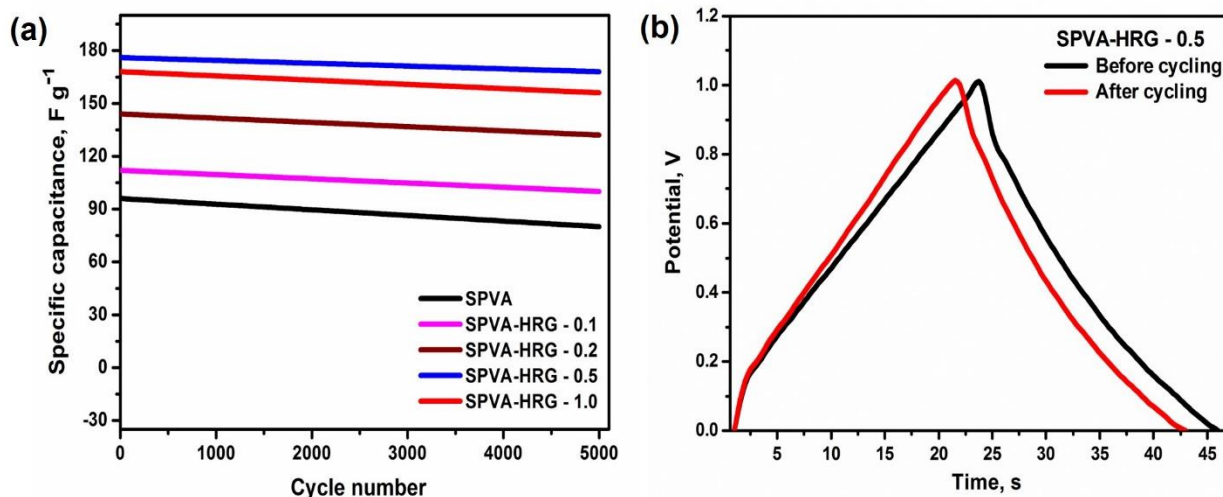 (a)
Specific capacitance, F g⁻¹
180
150
120
90
60
30
0
-30
SPVA
SPVA-HRG - 0.1
SPVA-HRG - 0.2
SPVA-HRG - 0.5
SPVA-HRG - 1.0
0 1000 2000 3000 4000 5000
Cycle number
(b)
Potential, V
1.2
1.0
0.8
0.6
0.4
0.2
0.0
SPVA-HRG - 0.5
Before cycling
After cycling
5 10 15 20 25 30 35 40 45
Time, s